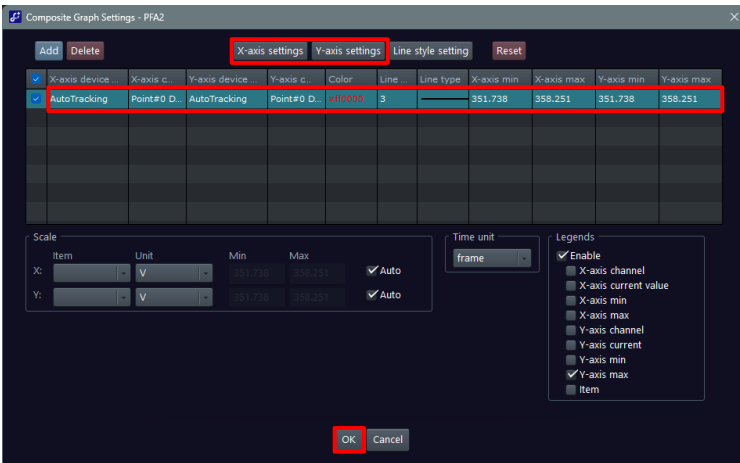 Composite Graph Settings - PFA2
Add Delete X-axis settings Y-axis settings Line style setting Reset
X-axis device ... X-axis c... Y-axis device ... Y-axis c... Color Line ... Line type X-axis min X-axis max Y-axis min Y-axis max
AutoTracking Point#0 D... AutoTracking Point#0 D... #ff0000 3 351.738 358.251 351.738 358.251
Scale
Item Unit Min Max
X: V 351.738 358.251 Auto
Y: V 351.738 358.251 Auto
Time unit
frame
Legends
Enable
X-axis channel
X-axis current value
X-axis min
X-axis max
Y-axis channel
Y-axis current
Y-axis min
Y-axis max
Item
OK Cancel